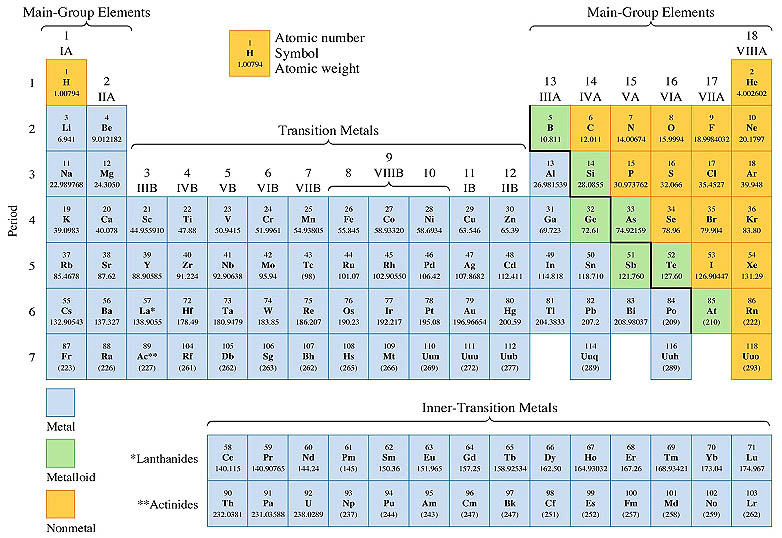 Main-Group Elements
Main-Group Elements
1
IA
1
H
1.00794
Atomic number
Symbol
Atomic weight
18
VIIIA
2 IIA
13 IIIA
14 IVA
15 VA
16 VIA
17 VIIA
Transition Metals
3 IIIB
4 IVB
5 VB
6 VIB
7 VIIB
8 9 10
VIIIB
11 IB
12 IIB
Period
1
1 2
H He
1.00794 4.002602
2
3 4 5 6 7 8 9 10
Li Be B C N O F Ne
6.941 9.012182 10.811 12.011 14.00674 15.9994 18.9984032 20.1797
3
11 12 13 14 15 16 17 18
Na Mg Al Si P S Cl Ar
22.989768 24.3050 26.981539 28.0855 30.973762 32.066 35.4527 39.948
4
19 20 21 22 23 24 25 26 27 28 29 30 31 32 33 34 35 36
K Ca Sc Ti V Cr Mn Fe Co Ni Cu Zn Ga Ge As Se Br Kr
39.0983 40.078 44.955910 47.88 50.9415 51.9961 54.93805 55.845 58.93320 58.6934 63.546 65.39 69.723 72.61 74.92159 78.96 79.904 83.80
5
37 38 39 40 41 42 43 44 45 46 47 48 49 50 51 52 53 54
Rb Sr Y Zr Nb Mo Tc Ru Rh Pd Ag Cd In Sn Sb Te I Xe
85.4678 87.62 88.90585 91.224 92.90638 95.94 (98) 101.07 102.90550 106.42 107.8682 112.411 114.818 118.710 121.760 127.60 126.90447 131.29
6
55 56 57 72 73 74 75 76 77 78 79 80 81 82 83 84 85 86
Cs Ba La* Hf Ta W Re Os Ir Pt Au Hg Tl Pb Bi Po At Rn
132.90543 137.327 138.9055 178.49 180.9479 183.85 186.207 190.23 192.217 195.08 196.96654 200.59 204.3833 207.2 208.98037 (209) (210) (222)
7
87 88 89 104 105 106 107 108 109 110 111 112 114 116 118
Fr Ra Ac** Rf Db Sg Bh Hs Mt Uun Uuu Uub Uuq Uuh Uuo
(223) (226) (227) (261) (262) (263) (262) (265) (266) (269) (272) (277) (289) (289) (293)
Metal
Metalloid
Nonmetal
Inner-Transition Metals
*Lanthanides
58 59 60 61 62 63 64 65 66 67 68 69 70 71
Ce Pr Nd Pm Sm Eu Gd Tb Dy Ho Er Tm Yb Lu
140.115 140.90765 144.24 (145) 150.36 151.965 157.25 158.92534 162.50 164.93032 167.26 168.93421 173.04 174.967
**Actinides
90 91 92 93 94 95 96 97 98 99 100 101 102 103
Th Pa U Np Pu Am Cm Bk Cf Es Fm Md No Lr
232.0381 231.03588 238.0289 (237) (244) (243) (247) (247) (251) (252) (257) (258) (259) (262)